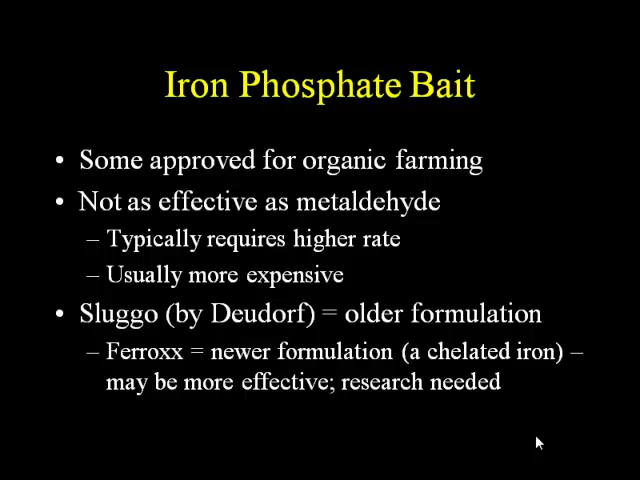 Iron Phosphate Bait
• Some approved for organic farming
• Not as effective as metaldehyde
– Typically requires higher rate
– Usually more expensive
• Sluggo (by Deudorf) = older formulation
– Ferroxx = newer formulation (a chelated iron) –
may be more effective; research needed